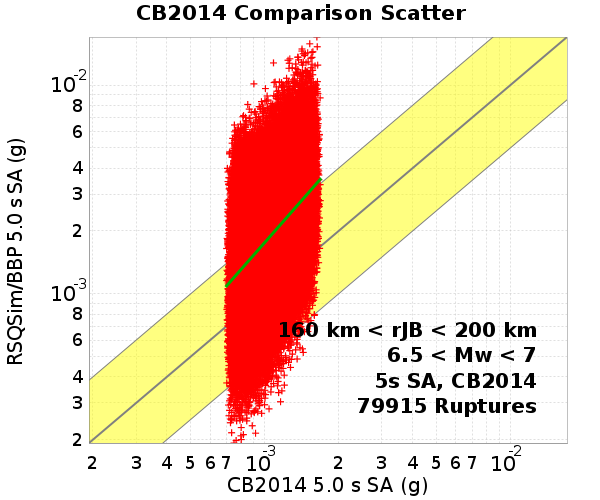 CB2014 Comparison Scatter
RSQSim/BBP 5.0 s SA (g)
10^-2
8
6
4
3
2
10^-3
8
6
4
3
2
160 km < rJB < 200 km
6.5 < Mw < 7
5s SA, CB2014
79915 Ruptures
2 3 4 5 6 7 10^-3 2 3 4 5 6 7 10^-2
CB2014 5.0 s SA (g)